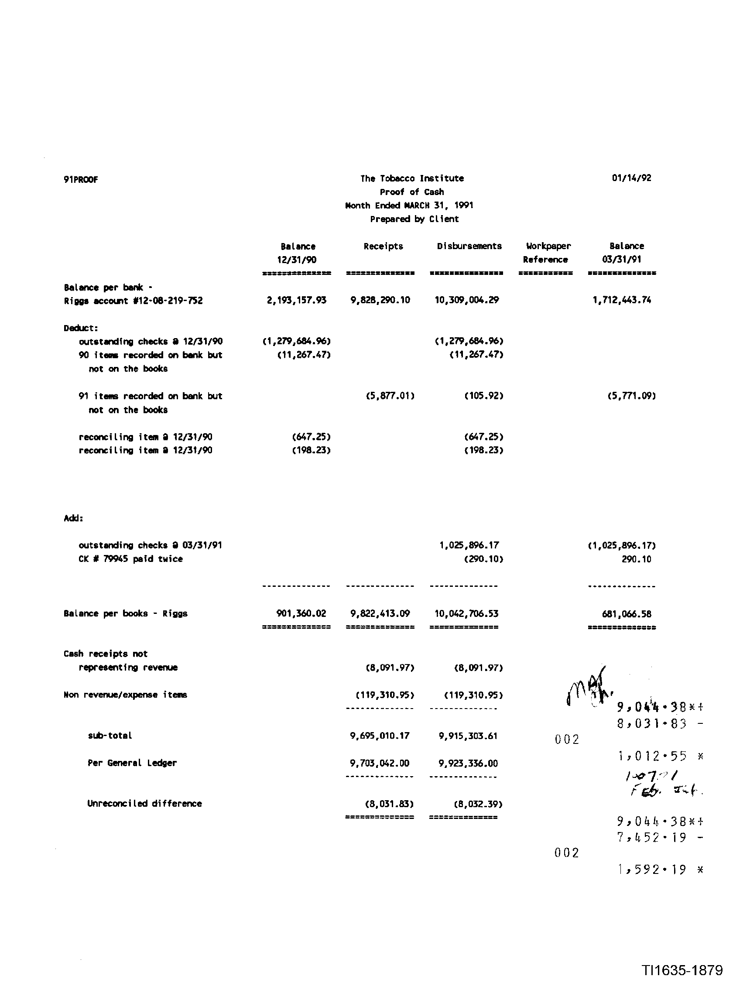 91PROOF The Tobacco Institute 01/14/92
Proof of Cash
Month Ended MARCH 31, 1991
Prepared by Client
Balance Receipts Disbursements Workpaper Balance
12/31/90 Reference 03/31/91
============== ============== =============== =========== ==============
Balance per bank -
Riggs account #12-08-219-752 2,193,157.93 9,828,290.10 10,309,004.29 1,712,443.74
Deduct:
outstanding checks @ 12/31/90 (1,279,684.96) (1,279,684.96)
90 items recorded on bank but (11,267.47) (11,267.47)
not on the books
91 items recorded on bank but (5,877.01) (105.92) (5,771.09)
not on the books
reconciling item @ 12/31/90 (647.25) (647.25)
reconciling item @ 12/31/90 (198.23) (198.23)
Add:
outstanding checks @ 03/31/91 1,025,896.17 (1,025,896.17)
CK # 79945 paid twice (290.10) 290.10
-------------- -------------- -------------- --------------
Balance per books - Riggs 901,360.02 9,822,413.09 10,042,706.53 681,066.58
============== ============== ============== ==============
Cash receipts not
representing revenue (8,091.97) (8,091.97)
Non revenue/expense items (119,310.95) (119,310.95)
-------------- --------------
9,044.38*+
8,031.83 -
sub-total 9,695,010.17 9,915,303.61
002
1,012.55 *
Per General Ledger 9,703,042.00 9,923,336.00
-------------- --------------
Feb.
Unreconciled difference (8,031.83) (8,032.39)
============== ==============
9,044.38*+
7,452.19 -
002
1,592.19 *
TI1635-1879